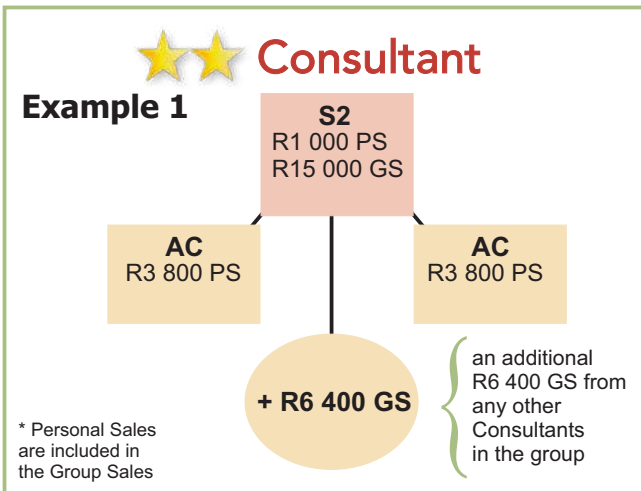 Consultant
Example 1
S2
R1 000 PS
R15 000 GS
AC
R3 800 PS
AC
R3 800 PS
+ R6 400 GS
an additional
R6 400 GS from
any other
Consultants
in the group
* Personal Sales
are included in
the Group Sales